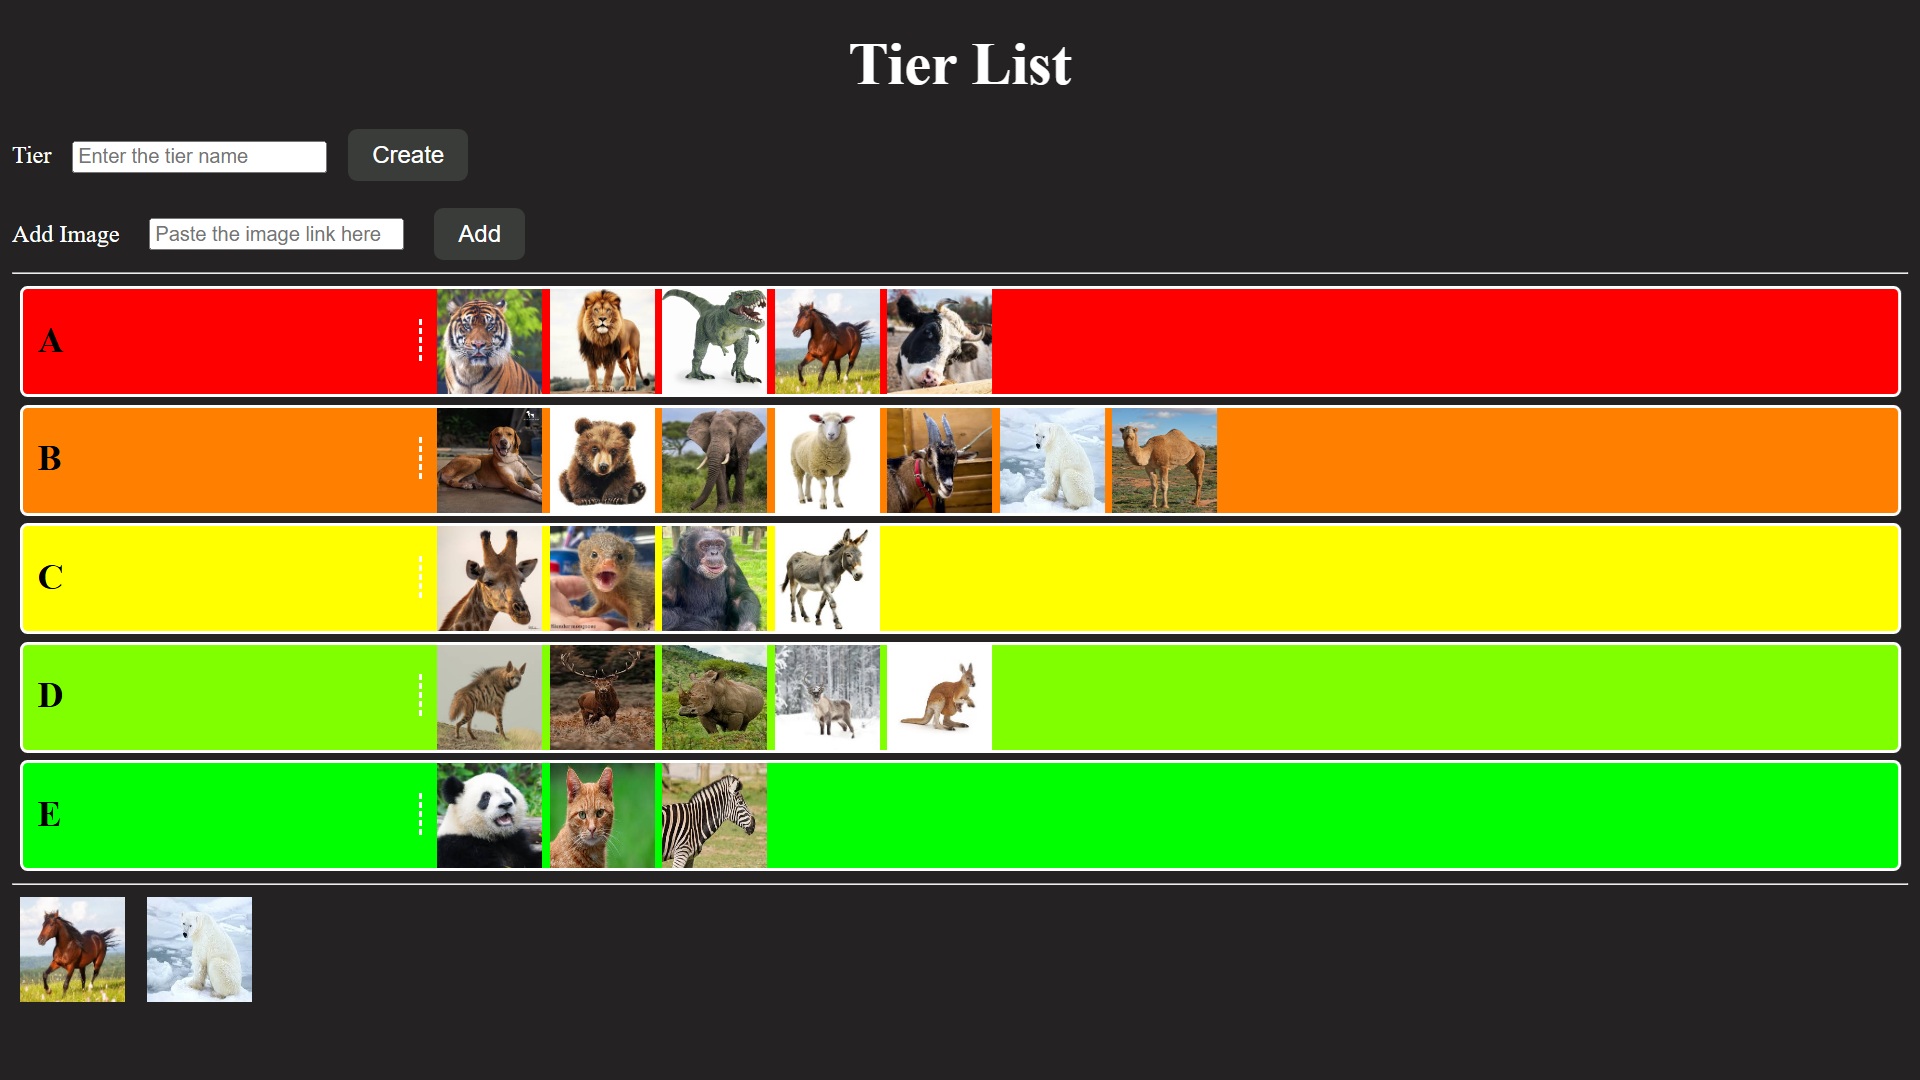 Tier List
Tier Enter the tier name Create
Add Image Paste the image link here Add
A
B
C
D
E